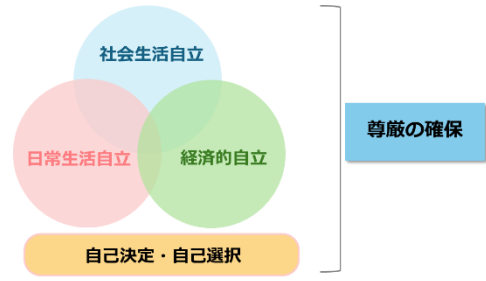 社会生活自立
日常生活自立
経済的自立
尊厳の確保
自己決定・自己選択